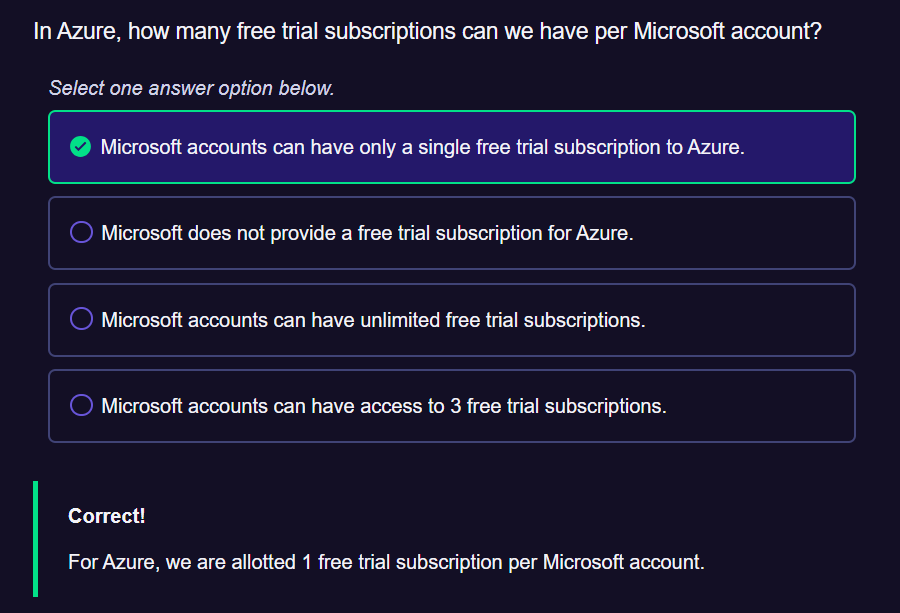 In Azure, how many free trial subscriptions can we have per Microsoft account?
Select one answer option below.
Microsoft accounts can have only a single free trial subscription to Azure.
Microsoft does not provide a free trial subscription for Azure.
Microsoft accounts can have unlimited free trial subscriptions.
Microsoft accounts can have access to 3 free trial subscriptions.
Correct!
For Azure, we are allotted 1 free trial subscription per Microsoft account.